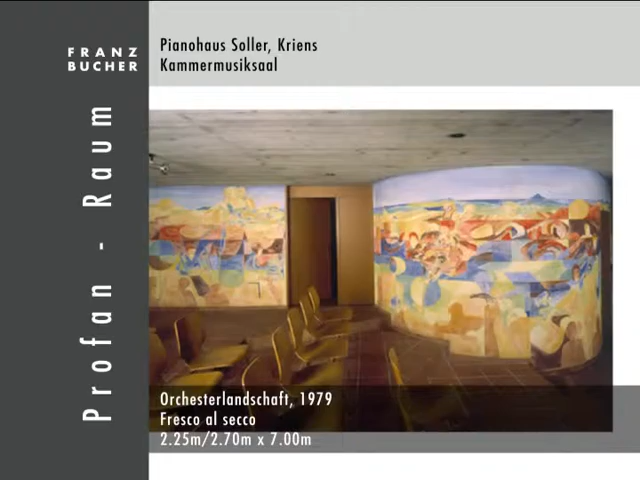 FRANZ
BUCHER
Profan - Raum
Pianohaus Soller, Kriens
Kammermusiksaal
Orchesterlandschaft, 1979
Fresco al secco
2.25m/2.70m x 7.00m